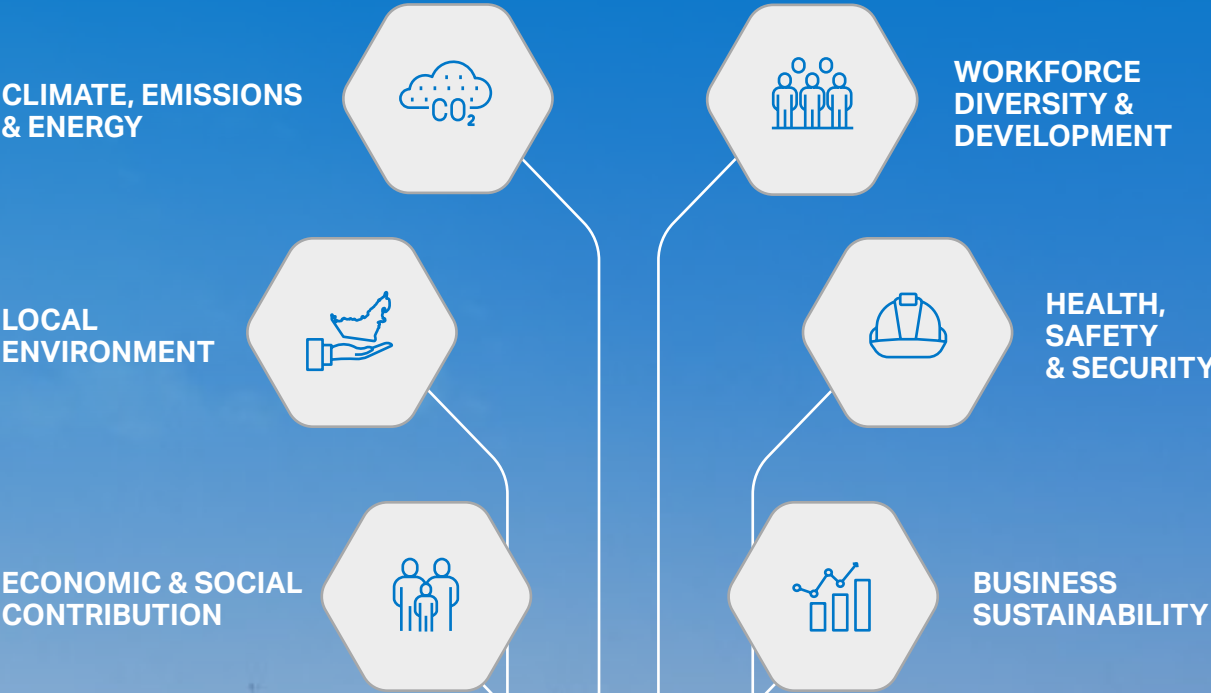 CLIMATE, EMISSIONS
& ENERGY
CO₂
WORKFORCE
DIVERSITY &
DEVELOPMENT
LOCAL
ENVIRONMENT
HEALTH,
SAFETY
& SECURITY
ECONOMIC & SOCIAL
CONTRIBUTION
BUSINESS
SUSTAINABILITY